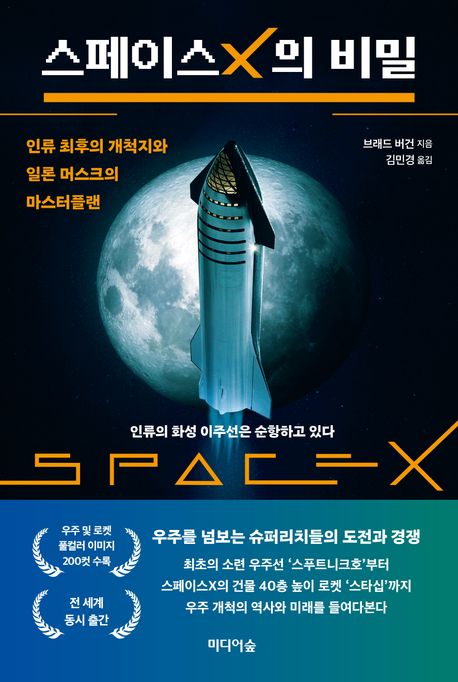 스페이스X의 비밀
인류 최후의 개척지와
일론 머스크의
마스터플랜
브래드 버건 지음
김민경 옮김
인류의 화성 이주선은 순항하고 있다
SPACE-X
우주 및 로켓
풀컬러 이미지
200컷 수록
전 세계
동시 출간
우주를 넘보는 슈퍼리치들의 도전과 경쟁
최초의 소련 우주선 ‘스푸트니크호’부터
스페이스X의 건물 40층 높이 로켓 ‘스타십’까지
우주 개척의 역사와 미래를 들여다본다
미디어숲